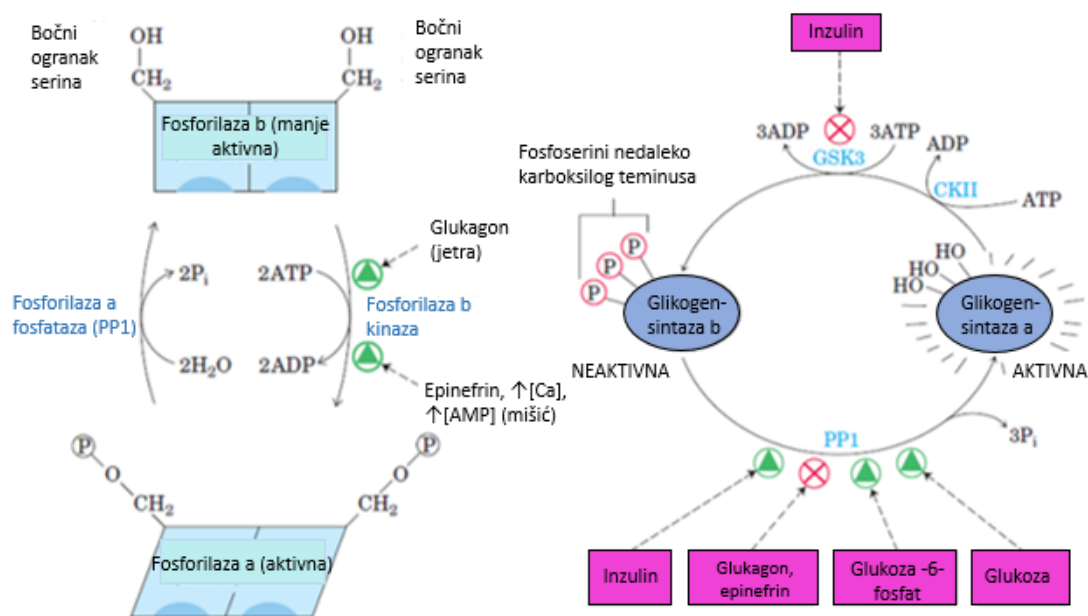 Bočni
ogranak
serina
OH
CH₂
OH
CH₂
Bočni
ogranak
serina
Fosforilaza b (manje
aktivna)
Glukagon
(jetra)
2Pᵢ
2ATP
Fosforilaza a
fosfataza (PP1)
Fosforilaza b
kinaza
2H₂O
2ADP
Epinefrin, ↑[Ca],
↑[AMP] (mišić)
P
O
CH₂
P
O
CH₂
Fosforilaza a (aktivna)
Inzulin
3ADP
3ATP
GSK3
ADP
CKII
ATP
Fosfoserini nedaleko
karboksilog teminusa
P
P
P
HO
HO
HO
Glikogen-
sintaza b
Glikogen-
sintaza a
NEAKTIVNA
AKTIVNA
PP1
3Pᵢ
Inzulin
Glukagon,
epinefrin
Glukoza -6-
fosfat
Glukoza